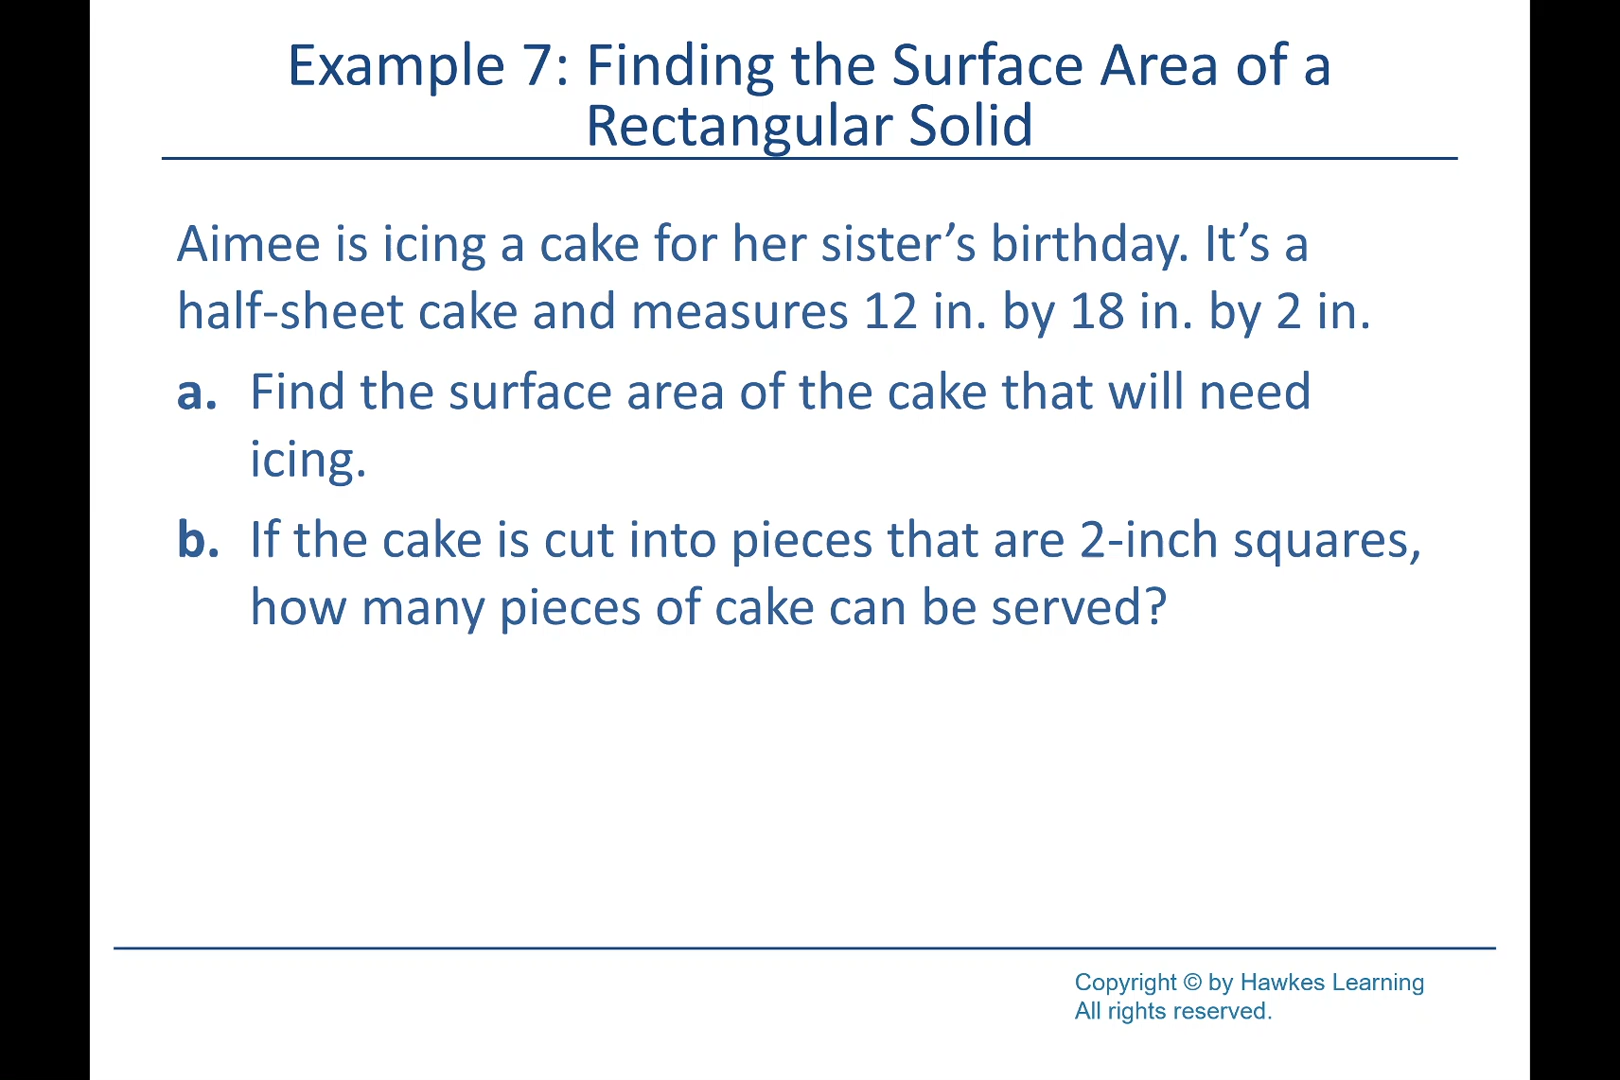 Example 7: Finding the Surface Area of a
Rectangular Solid
Aimee is icing a cake for her sister’s birthday. It’s a
half-sheet cake and measures 12 in. by 18 in. by 2 in.
a. Find the surface area of the cake that will need
icing.
b. If the cake is cut into pieces that are 2-inch squares,
how many pieces of cake can be served?
Copyright © by Hawkes Learning
All rights reserved.